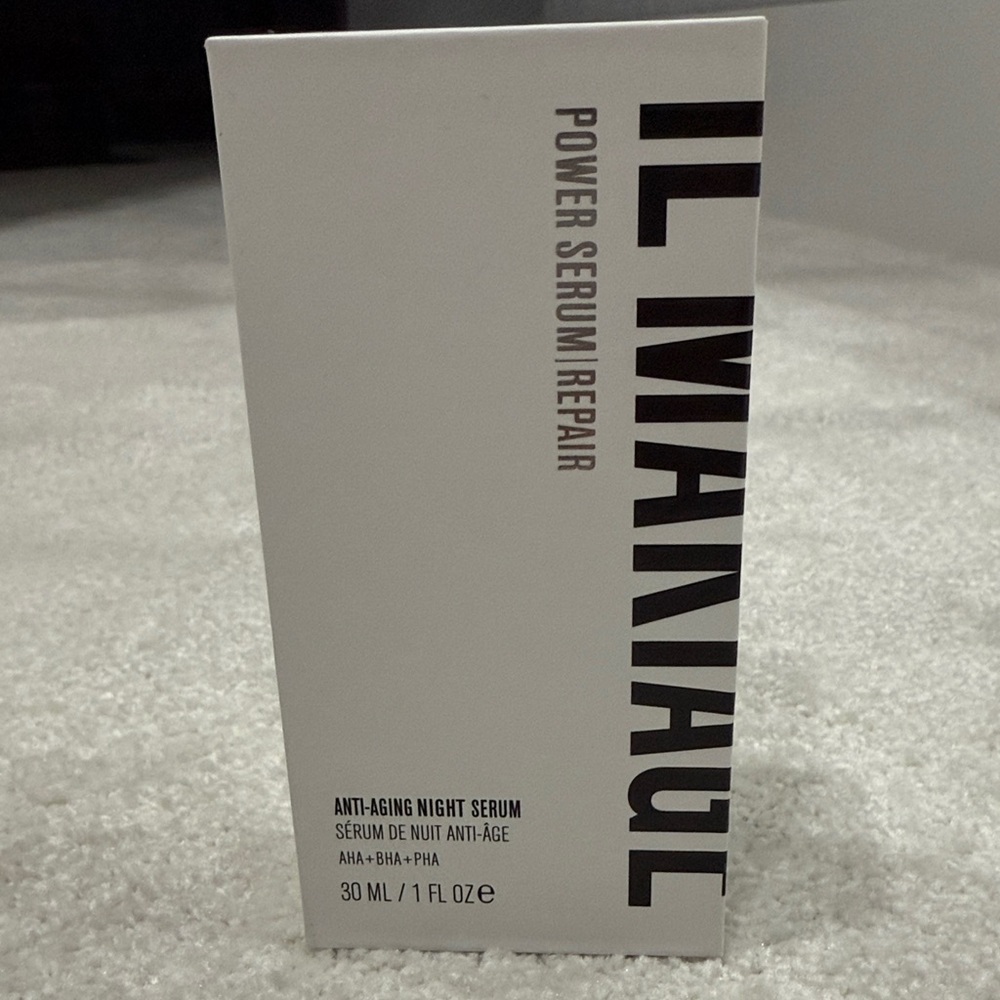 IL MAKIAGE
POWER SERUM|REPAIR
ANTI-AGING NIGHT SERUM
SÉRUM DE NUIT ANTI-ÂGE
AHA+BHA+PHA
30 ML / 1 FL OZ e